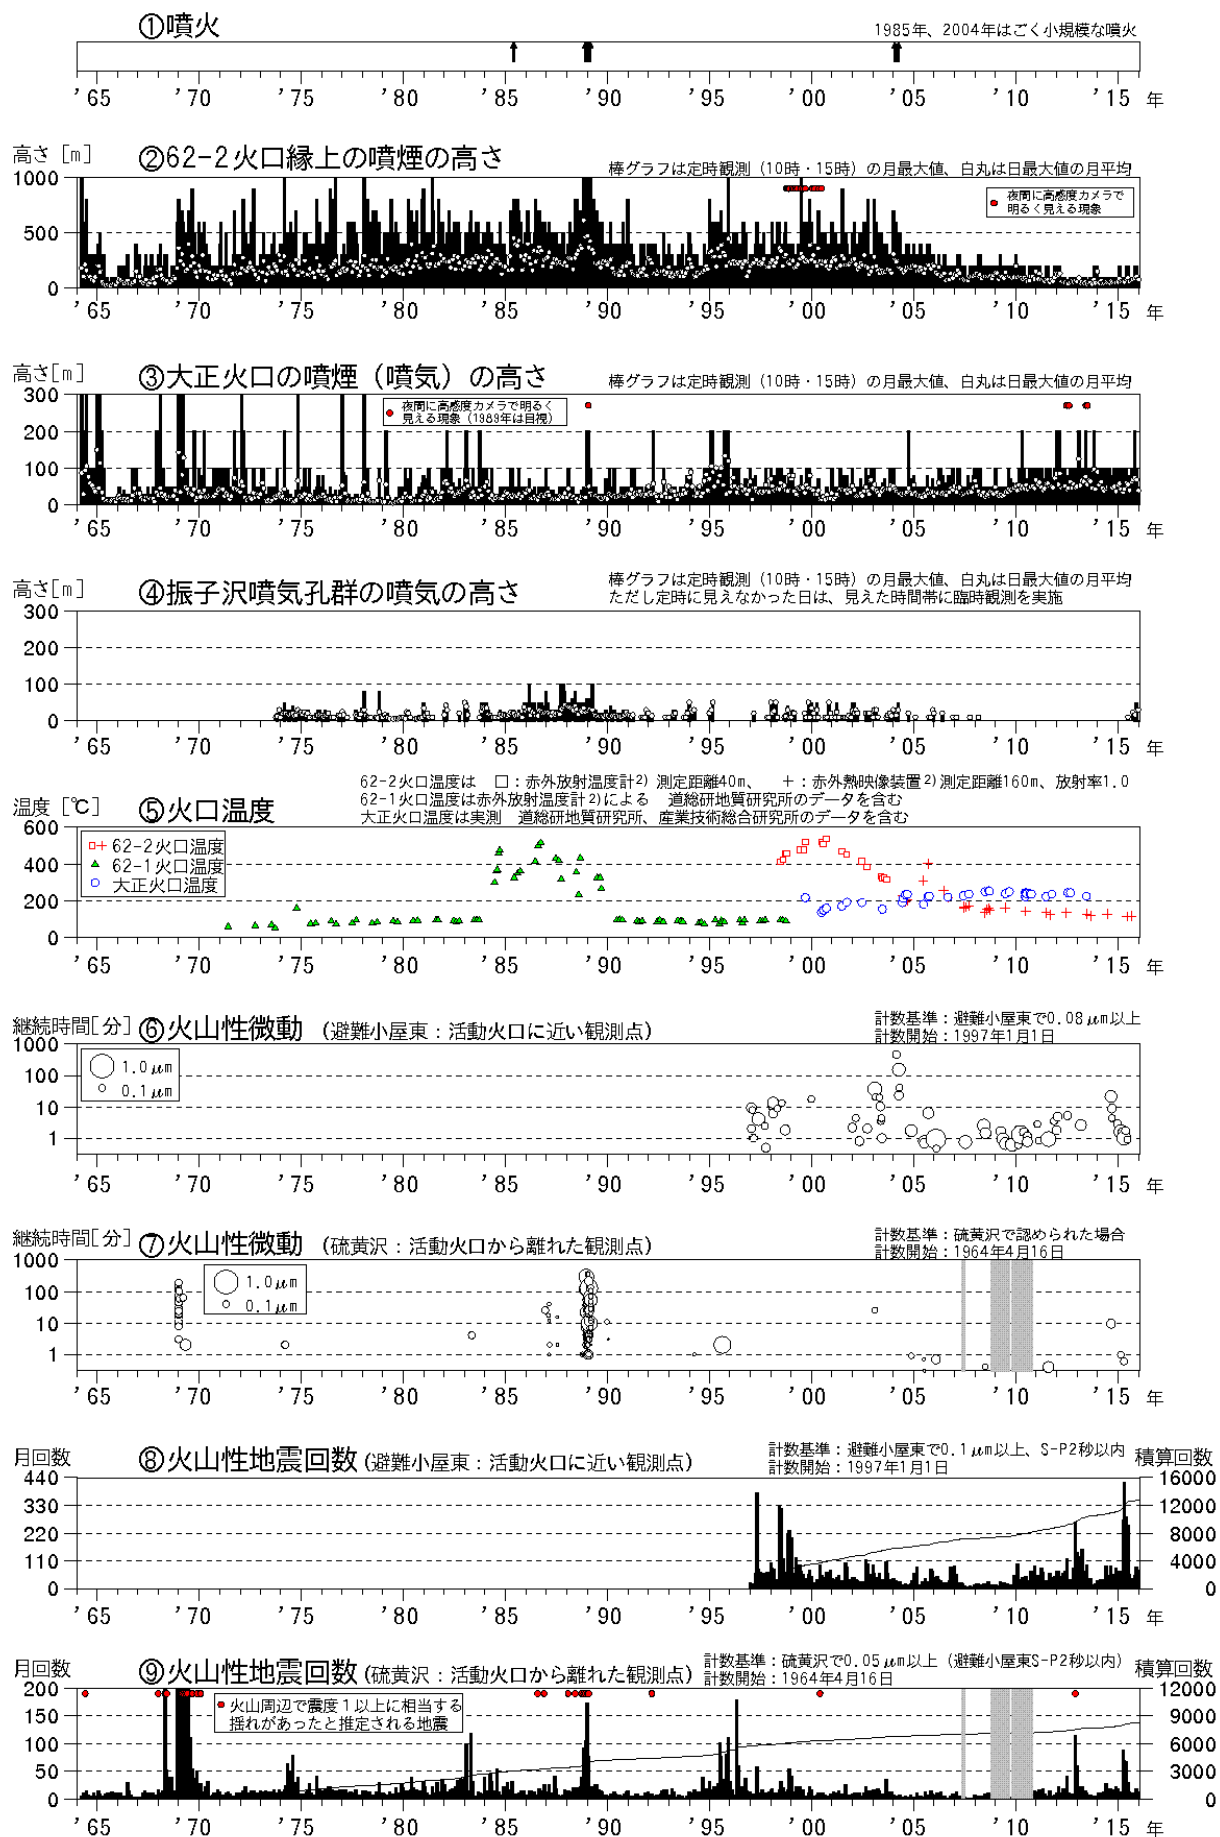 ①噴火
1985年、2004年はごく小規模な噴火
'65 '70 '75 '80 '85 '90 '95 '00 '05 '10 '15 年
高さ [m]
②62-2火口縁上の噴煙の高さ
棒グラフは定時観測（10時・15時）の月最大値、白丸は日最大値の月平均
1000
夜間に高感度カメラで
明るく見える現象
500
0
'65 '70 '75 '80 '85 '90 '95 '00 '05 '10 '15 年
高さ[m]
③大正火口の噴煙（噴気）の高さ
棒グラフは定時観測（10時・15時）の月最大値、白丸は日最大値の月平均
300
夜間に高感度カメラで明るく
見える現象（1989年は目視）
200
100
0
'65 '70 '75 '80 '85 '90 '95 '00 '05 '10 '15 年
高さ[m]
④振子沢噴気孔群の噴気の高さ
棒グラフは定時観測（10時・15時）の月最大値、白丸は日最大値の月平均
ただし定時に見えなかった日は、見えた時間帯に臨時観測を実施
300
200
100
0
'65 '70 '75 '80 '85 '90 '95 '00 '05 '10 '15 年
62-2火口温度は □：赤外放射温度計2) 測定距離40m、 ＋：赤外熱映像装置2)測定距離160m、放射率1.0
62-1火口温度は赤外放射温度計2)による 道総研地質研究所のデータを含む
大正火口温度は実測 道総研地質研究所、産業技術総合研究所のデータを含む
温度 [℃]
⑤火口温度
600
62-2火口温度
62-1火口温度
大正火口温度
400
200
0
'65 '70 '75 '80 '85 '90 '95 '00 '05 '10 '15 年
継続時間[分]
⑥火山性微動 （避難小屋東：活動火口に近い観測点）
計数基準：避難小屋東で0.08μm以上
計数開始：1997年1月1日
1000
1.0μm
0.1μm
100
10
1
'65 '70 '75 '80 '85 '90 '95 '00 '05 '10 '15 年
継続時間[分]
⑦火山性微動 （硫黄沢：活動火口から離れた観測点）
計数基準：硫黄沢で認められた場合
計数開始：1964年4月16日
1000
1.0μm
0.1μm
100
10
1
'65 '70 '75 '80 '85 '90 '95 '00 '05 '10 '15 年
月回数
⑧火山性地震回数（避難小屋東：活動火口に近い観測点）
計数基準：避難小屋東で0.1μm以上、S-P2秒以内
計数開始：1997年1月1日
積算回数
440 16000
330 12000
220 8000
110 4000
0 0
'65 '70 '75 '80 '85 '90 '95 '00 '05 '10 '15 年
月回数
⑨火山性地震回数（硫黄沢：活動火口から離れた観測点）
計数基準：硫黄沢で0.05μm以上（避難小屋東S-P2秒以内）
計数開始：1964年4月16日
積算回数
200 12000
火山周辺で震度１以上に相当する
揺れがあったと推定される地震
150 9000
100 6000
50 3000
0 0
'65 '70 '75 '80 '85 '90 '95 '00 '05 '10 '15 年